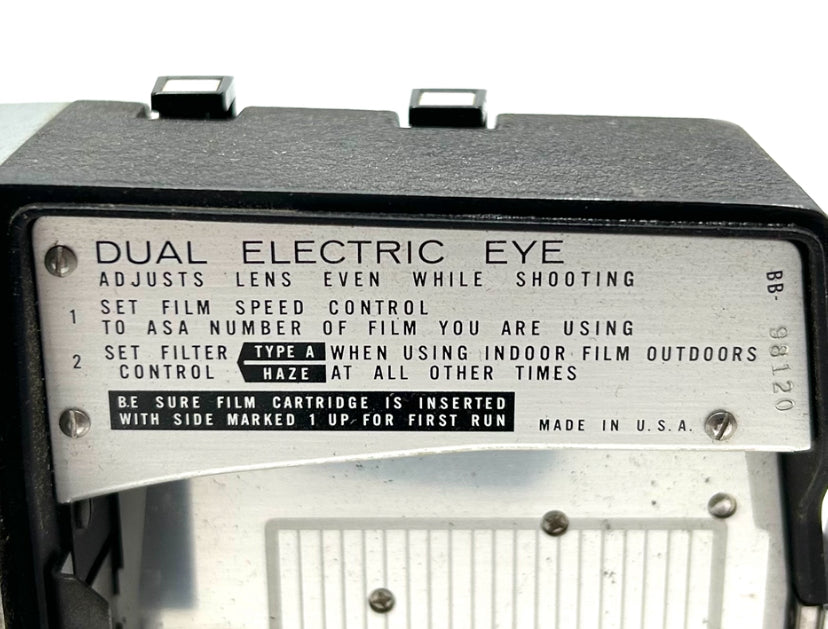 DUAL ELECTRIC EYE
ADJUSTS LENS EVEN WHILE SHOOTING
1 SET FILM SPEED CONTROL
TO ASA NUMBER OF FILM YOU ARE USING
2 SET FILTER TYPE A WHEN USING INDOOR FILM OUTDOORS
CONTROL HAZE AT ALL OTHER TIMES
BE SURE FILM CARTRIDGE IS INSERTED
WITH SIDE MARKED 1 UP FOR FIRST RUN
MADE IN U.S.A.
BB- 98120